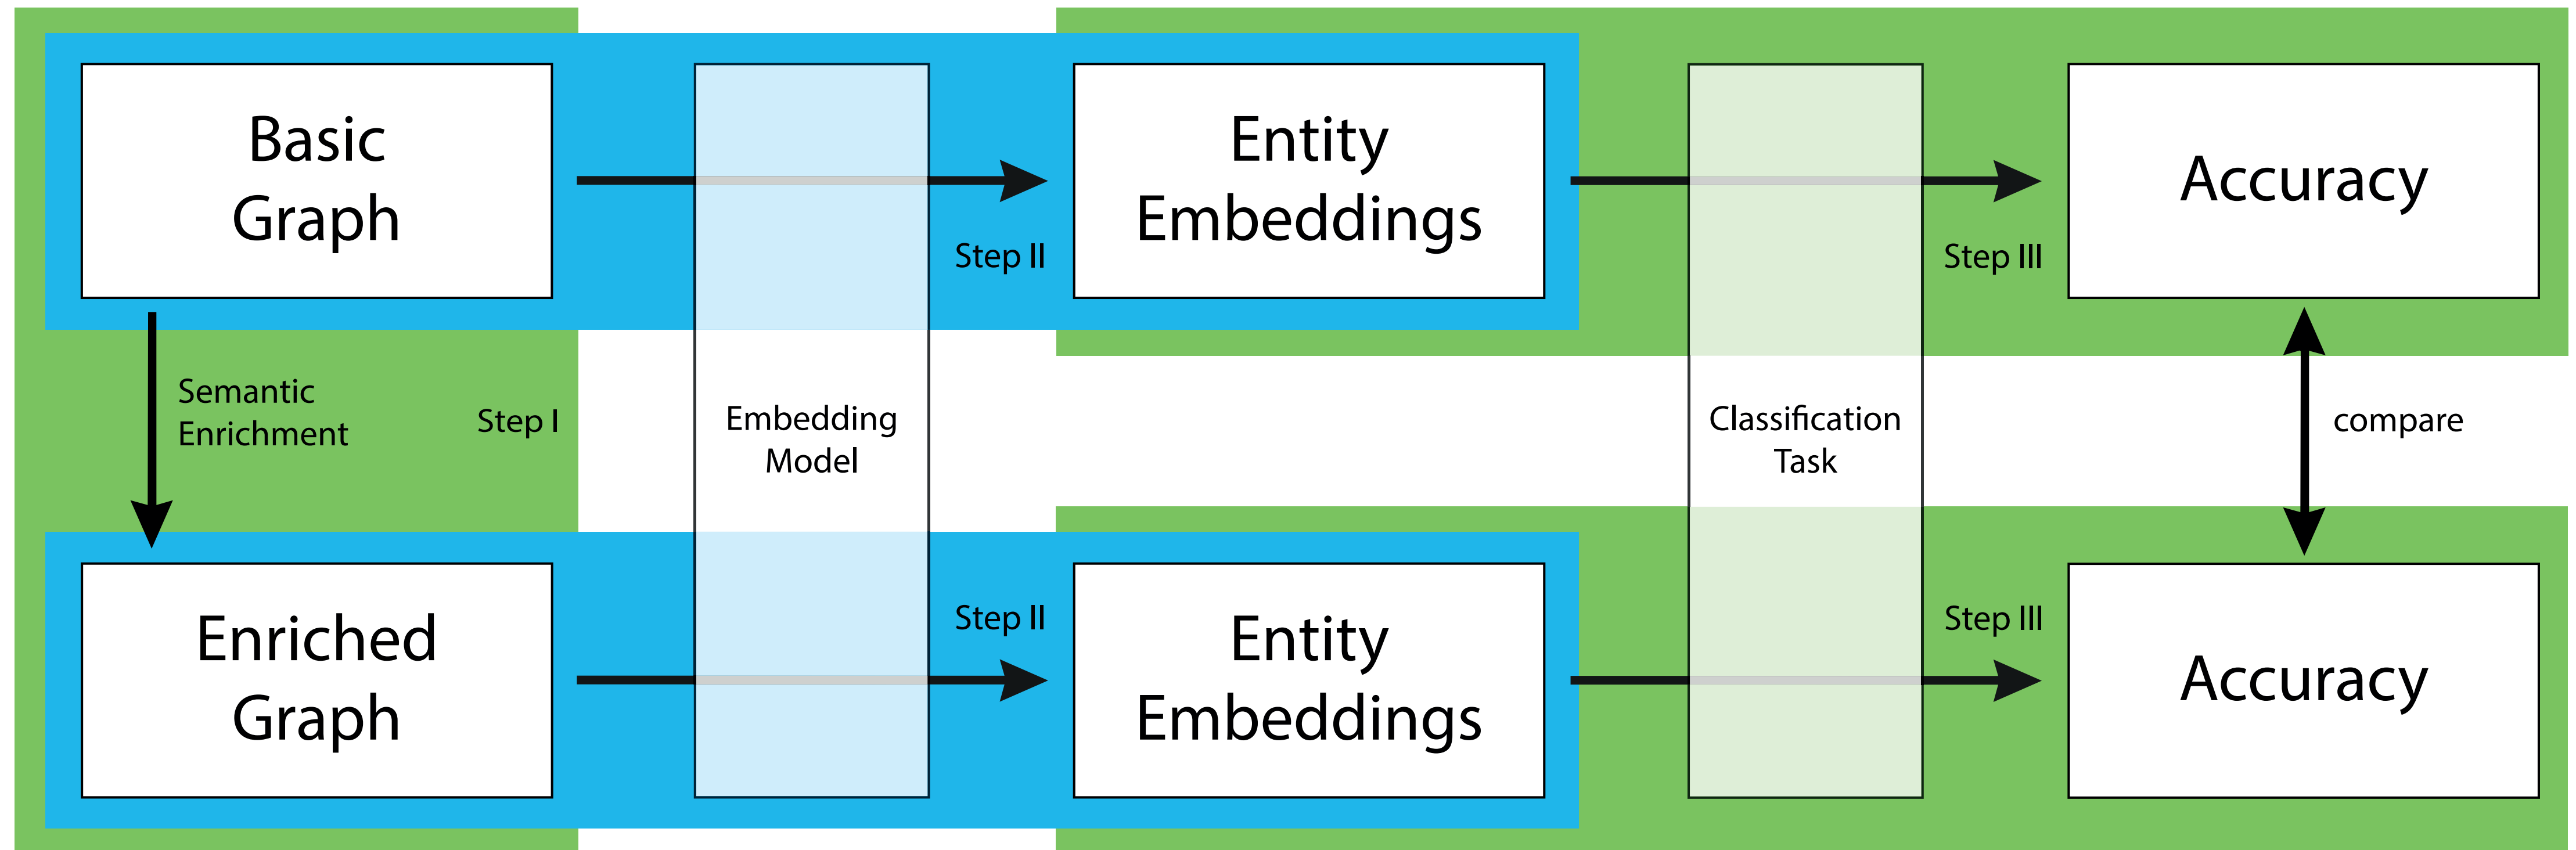 Basic
Graph
Step II
Entity
Embeddings
Step III
Accuracy
Semantic
Enrichment
Step I
Embedding
Model
Classification
Task
compare
Enriched
Graph
Step II
Entity
Embeddings
Step III
Accuracy